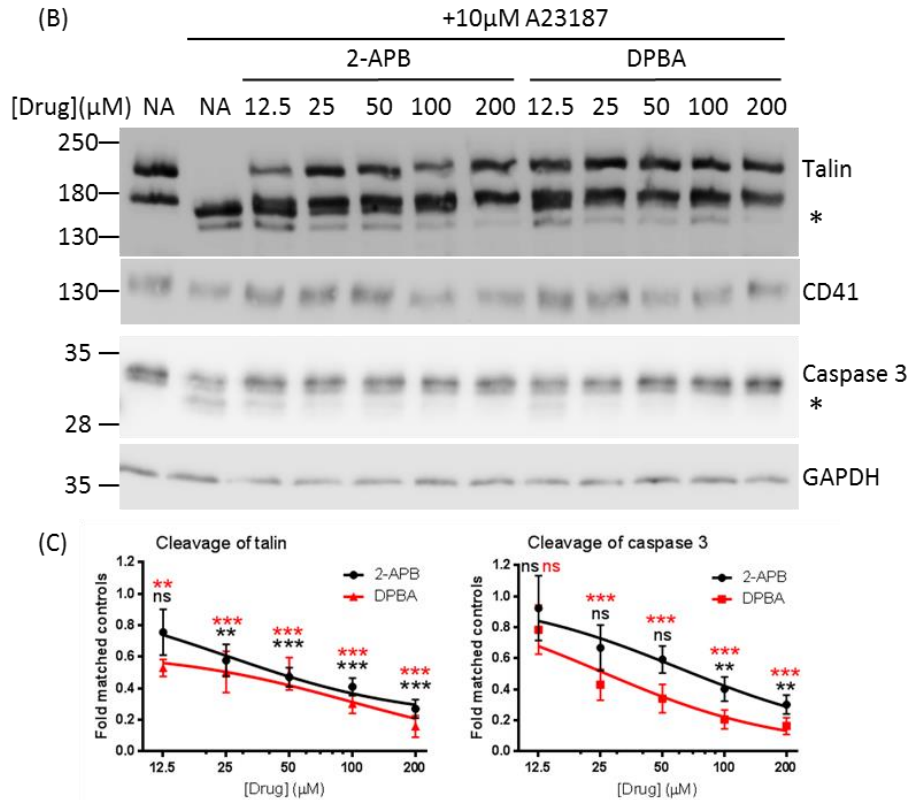 (B)
+10µM A23187
2-APB DPBA
[Drug](µM) NA NA 12.5 25 50 100 200 12.5 25 50 100 200
250
Talin
180
*
130
130 CD41
35
Caspase 3
*
28
35 GAPDH
(C)
Cleavage of talin
Fold matched controls
1.2
1.0
0.8
0.6
0.4
0.2
0.0
2-APB
DPBA
** *** *** *** ***
ns ** *** *** ***
12.5 25 50 100 200
[Drug] (µM)
Cleavage of caspase 3
Fold matched controls
1.2
1.0
0.8
0.6
0.4
0.2
0.0
2-APB
DPBA
ns ns
*** *** *** ***
ns ns ** **
12.5 25 50 100 200
[Drug] (µM)